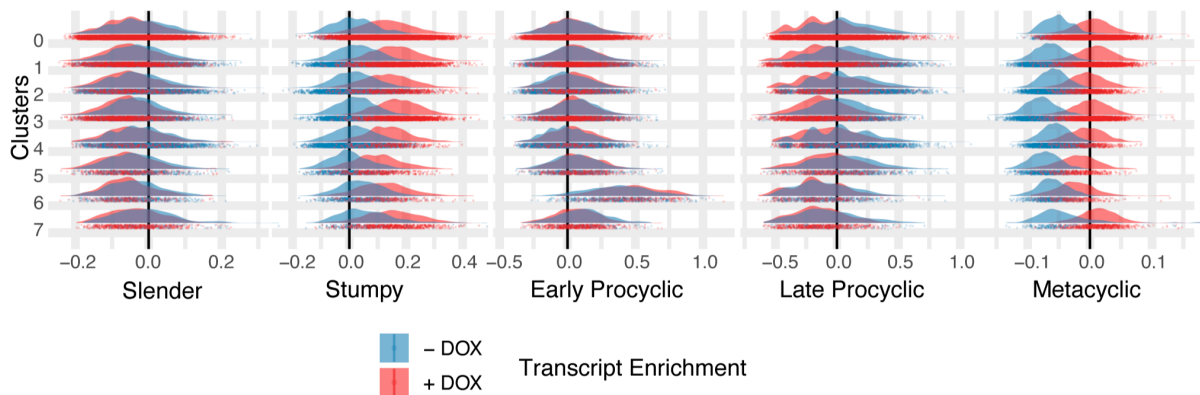 Clusters
0
1
2
3
4
5
6
7
−0.2 0.0 0.2 −0.2 0.0 0.2 0.4 −0.5 0.0 0.5 1.0 −0.5 0.0 0.5 1.0 −0.1 0.0 0.1
Slender Stumpy Early Procyclic Late Procyclic Metacyclic
− DOX
Transcript Enrichment
+ DOX